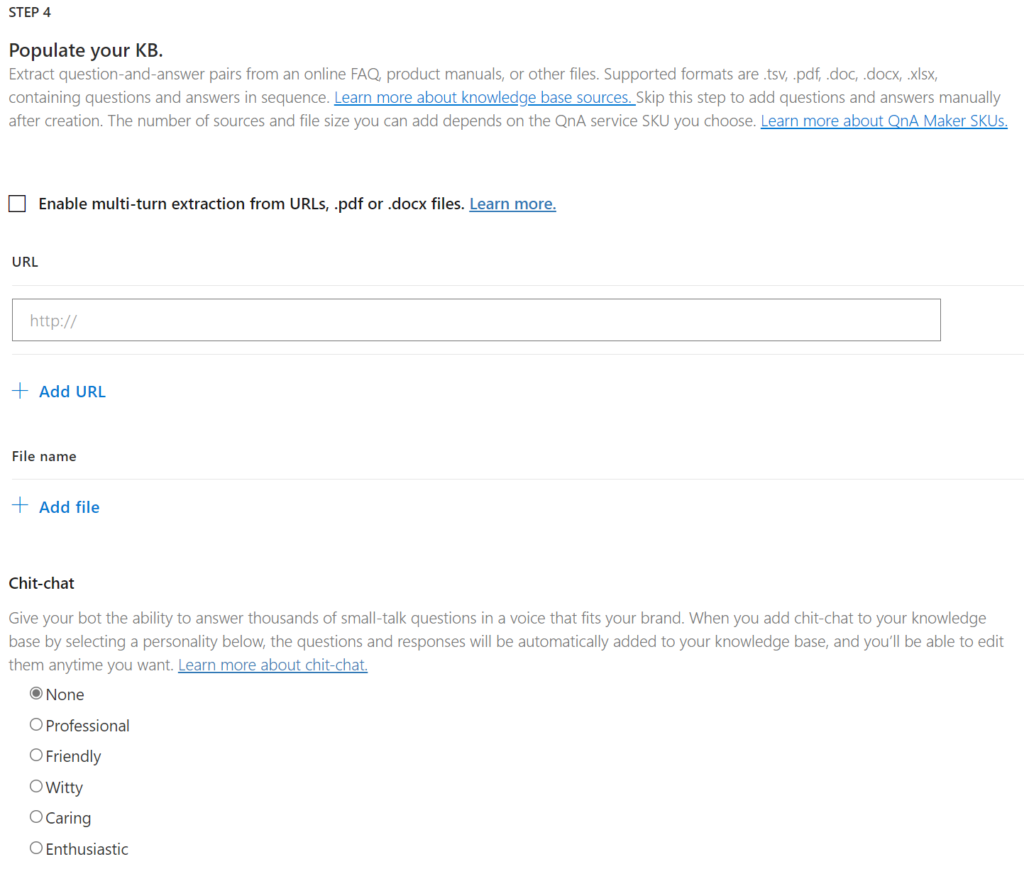 STEP 4
Populate your KB.
Extract question-and-answer pairs from an online FAQ, product manuals, or other files. Supported formats are .tsv, .pdf, .doc, .docx, .xlsx,
containing questions and answers in sequence. Learn more about knowledge base sources. Skip this step to add questions and answers manually
after creation. The number of sources and file size you can add depends on the QnA service SKU you choose. Learn more about QnA Maker SKUs.
Enable multi-turn extraction from URLs, .pdf or .docx files. Learn more.
URL
http://
+ Add URL
File name
+ Add file
Chit-chat
Give your bot the ability to answer thousands of small-talk questions in a voice that fits your brand. When you add chit-chat to your knowledge
base by selecting a personality below, the questions and responses will be automatically added to your knowledge base, and you'll be able to edit
them anytime you want. Learn more about chit-chat.
None
Professional
Friendly
Witty
Caring
Enthusiastic